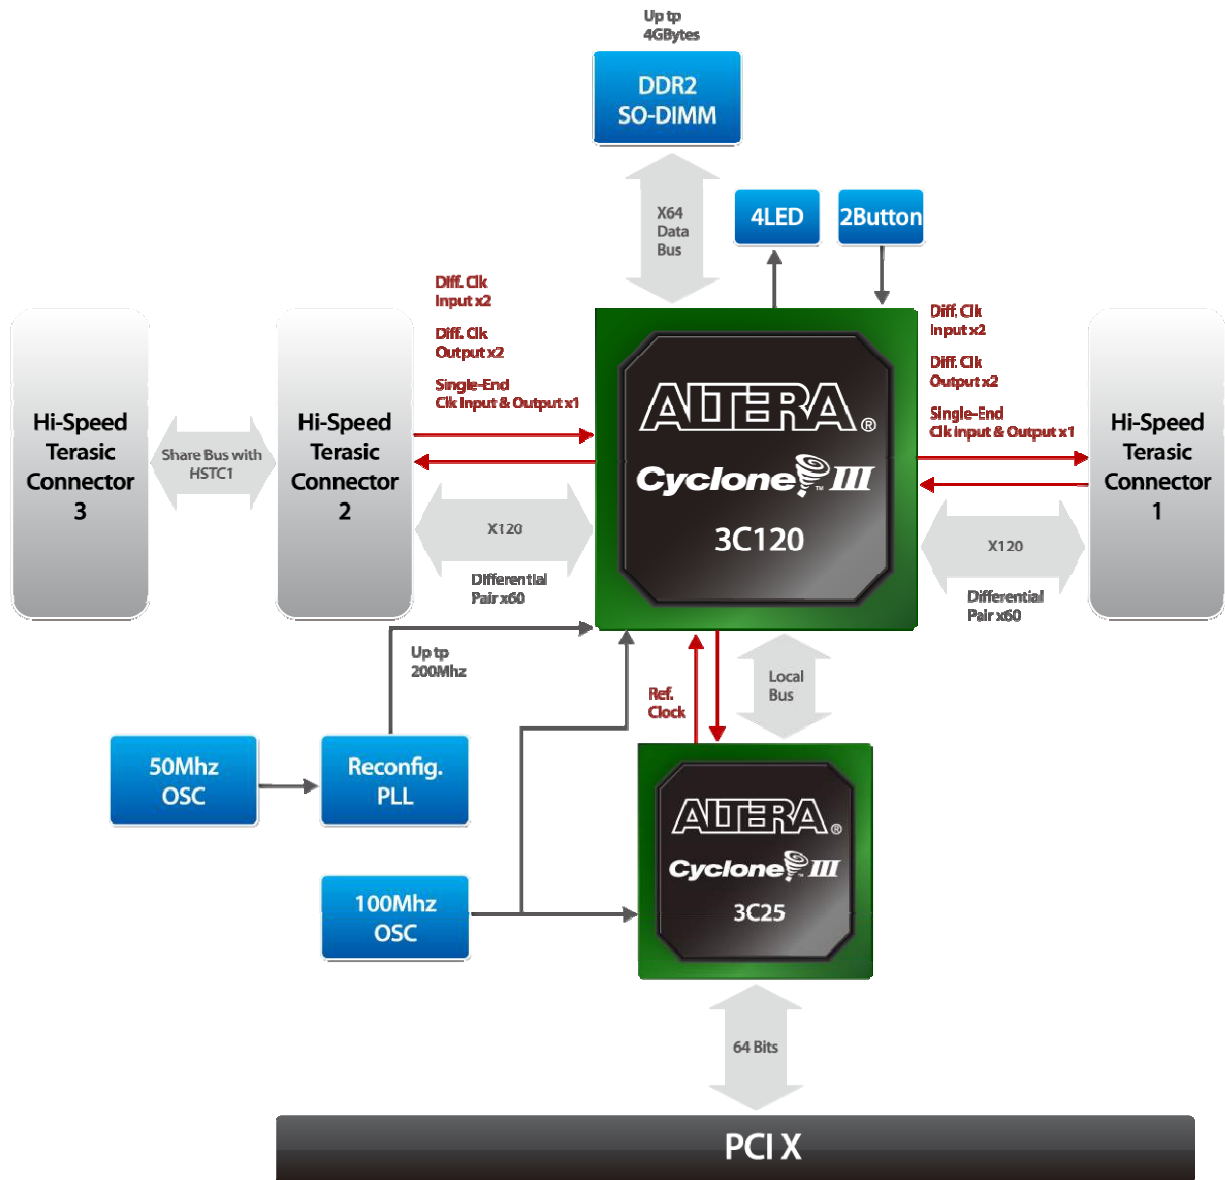 Up tp
4GBytes
DDR2
SO-DIMM
X64
Data
Bus
4LED
2Button
Diff. Clk
Input x2
Diff. Clk
Output x2
Single-End
Clk Input & Output x1
Diff. Clk
Input x2
Diff. Clk
Output x2
Single-End
Clk Input & Output x1
Hi-Speed
Terasic
Connector
3
Share Bus with
HSTC1
Hi-Speed
Terasic
Connector
2
X120
Differential
Pair x60
ALTERA®
Cyclone™ III
3C120
X120
Differential
Pair x60
Hi-Speed
Terasic
Connector
1
Up tp
200Mhz
Ref.
Clock
Local
Bus
50Mhz
OSC
Reconfig.
PLL
100Mhz
OSC
ALTERA®
Cyclone™ III
3C25
64 Bits
PCI X